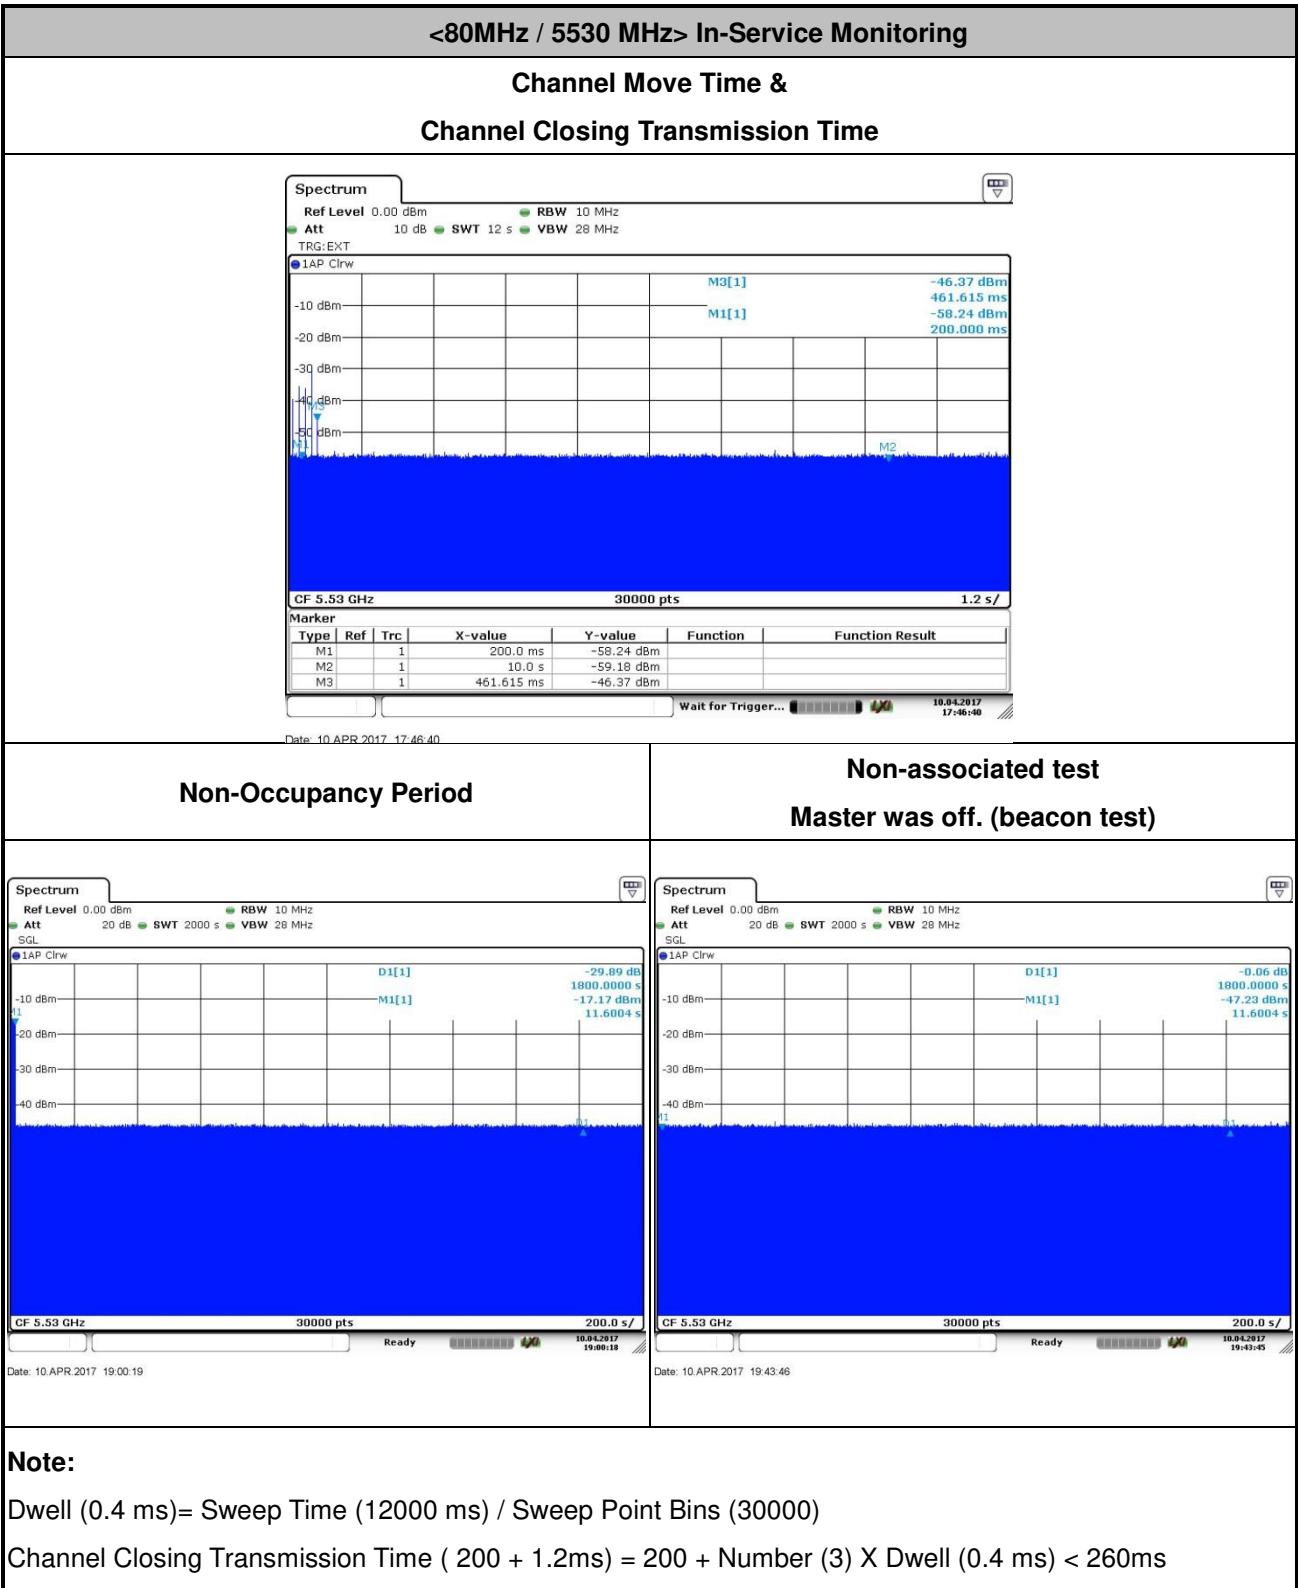 <80MHz / 5530 MHz> In-Service Monitoring
Channel Move Time &
Channel Closing Transmission Time
Spectrum
Ref Level 0.00 dBm RBW 10 MHz
Att 10 dB SWT 12 s VBW 28 MHz
TRG:EXT
1AP Clrw
M3[1] -46.37 dBm
461.615 ms
-10 dBm
M1[1] -58.24 dBm
200.000 ms
-20 dBm
-30 dBm
-40 dBm
M3
-50 dBm
M1
M2
CF 5.53 GHz 30000 pts 1.2 s/
Marker
Type Ref Trc X-value Y-value Function Function Result
M1 1 200.0 ms -58.24 dBm
M2 1 10.0 s -59.18 dBm
M3 1 461.615 ms -46.37 dBm
Wait for Trigger... 10.04.2017
17:46:40
Date: 10.APR.2017 17:46:40
Non-Occupancy Period
Non-associated test
Master was off. (beacon test)
Spectrum
Ref Level 0.00 dBm RBW 10 MHz
Att 20 dB SWT 2000 s VBW 28 MHz
SGL
1AP Clrw
D1[1] -29.89 dB
1800.0000 s
-10 dBm
M1[1] -17.17 dBm
11.6004 s
M1
-20 dBm
-30 dBm
-40 dBm
D1
CF 5.53 GHz 30000 pts 200.0 s/
Ready 10.04.2017
19:00:18
Date: 10.APR.2017 19:00:19
Spectrum
Ref Level 0.00 dBm RBW 10 MHz
Att 20 dB SWT 2000 s VBW 28 MHz
SGL
1AP Clrw
D1[1] -0.06 dB
1800.0000 s
-10 dBm
M1[1] -47.23 dBm
11.6004 s
-20 dBm
-30 dBm
-40 dBm
M1
D1
CF 5.53 GHz 30000 pts 200.0 s/
Ready 10.04.2017
19:43:45
Date: 10.APR.2017 19:43:46
Note:
Dwell (0.4 ms)= Sweep Time (12000 ms) / Sweep Point Bins (30000)
Channel Closing Transmission Time ( 200 + 1.2ms) = 200 + Number (3) X Dwell (0.4 ms) < 260ms